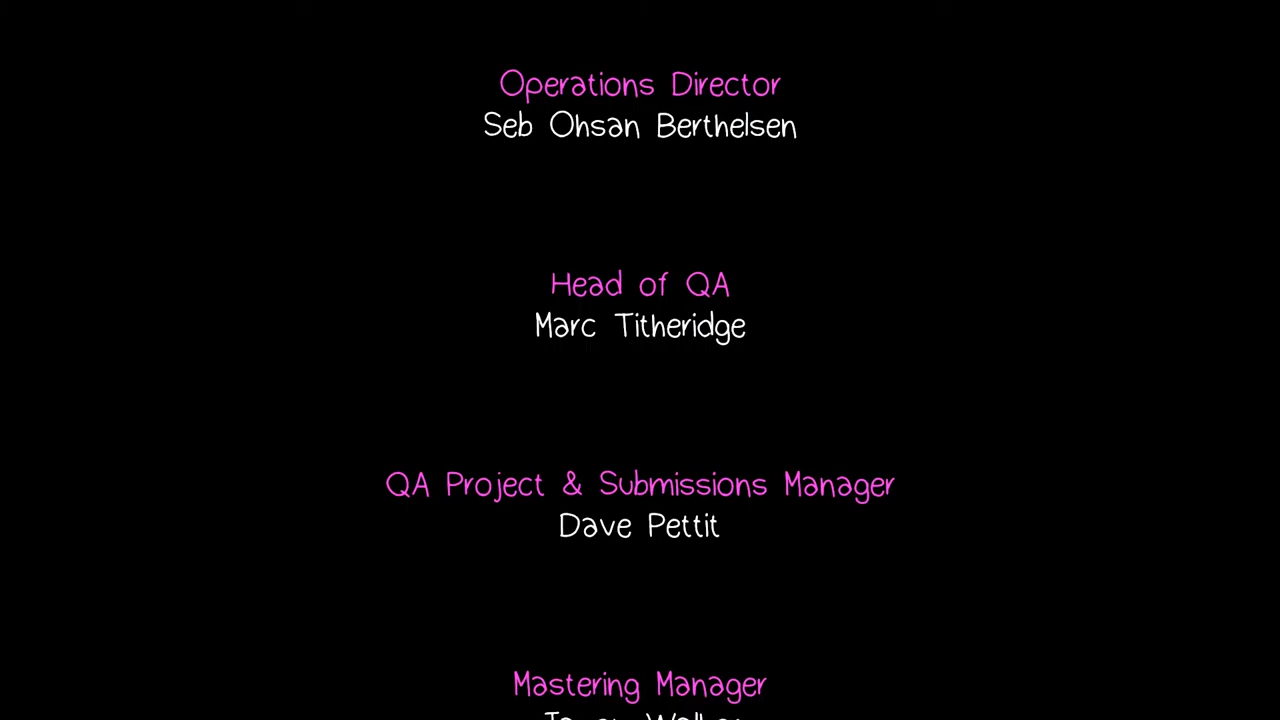 Operations Director
Seb Ohsan Berthelsen
Head of QA
Marc Titheridge
QA Project & Submissions Manager
Dave Pettit
Mastering Manager